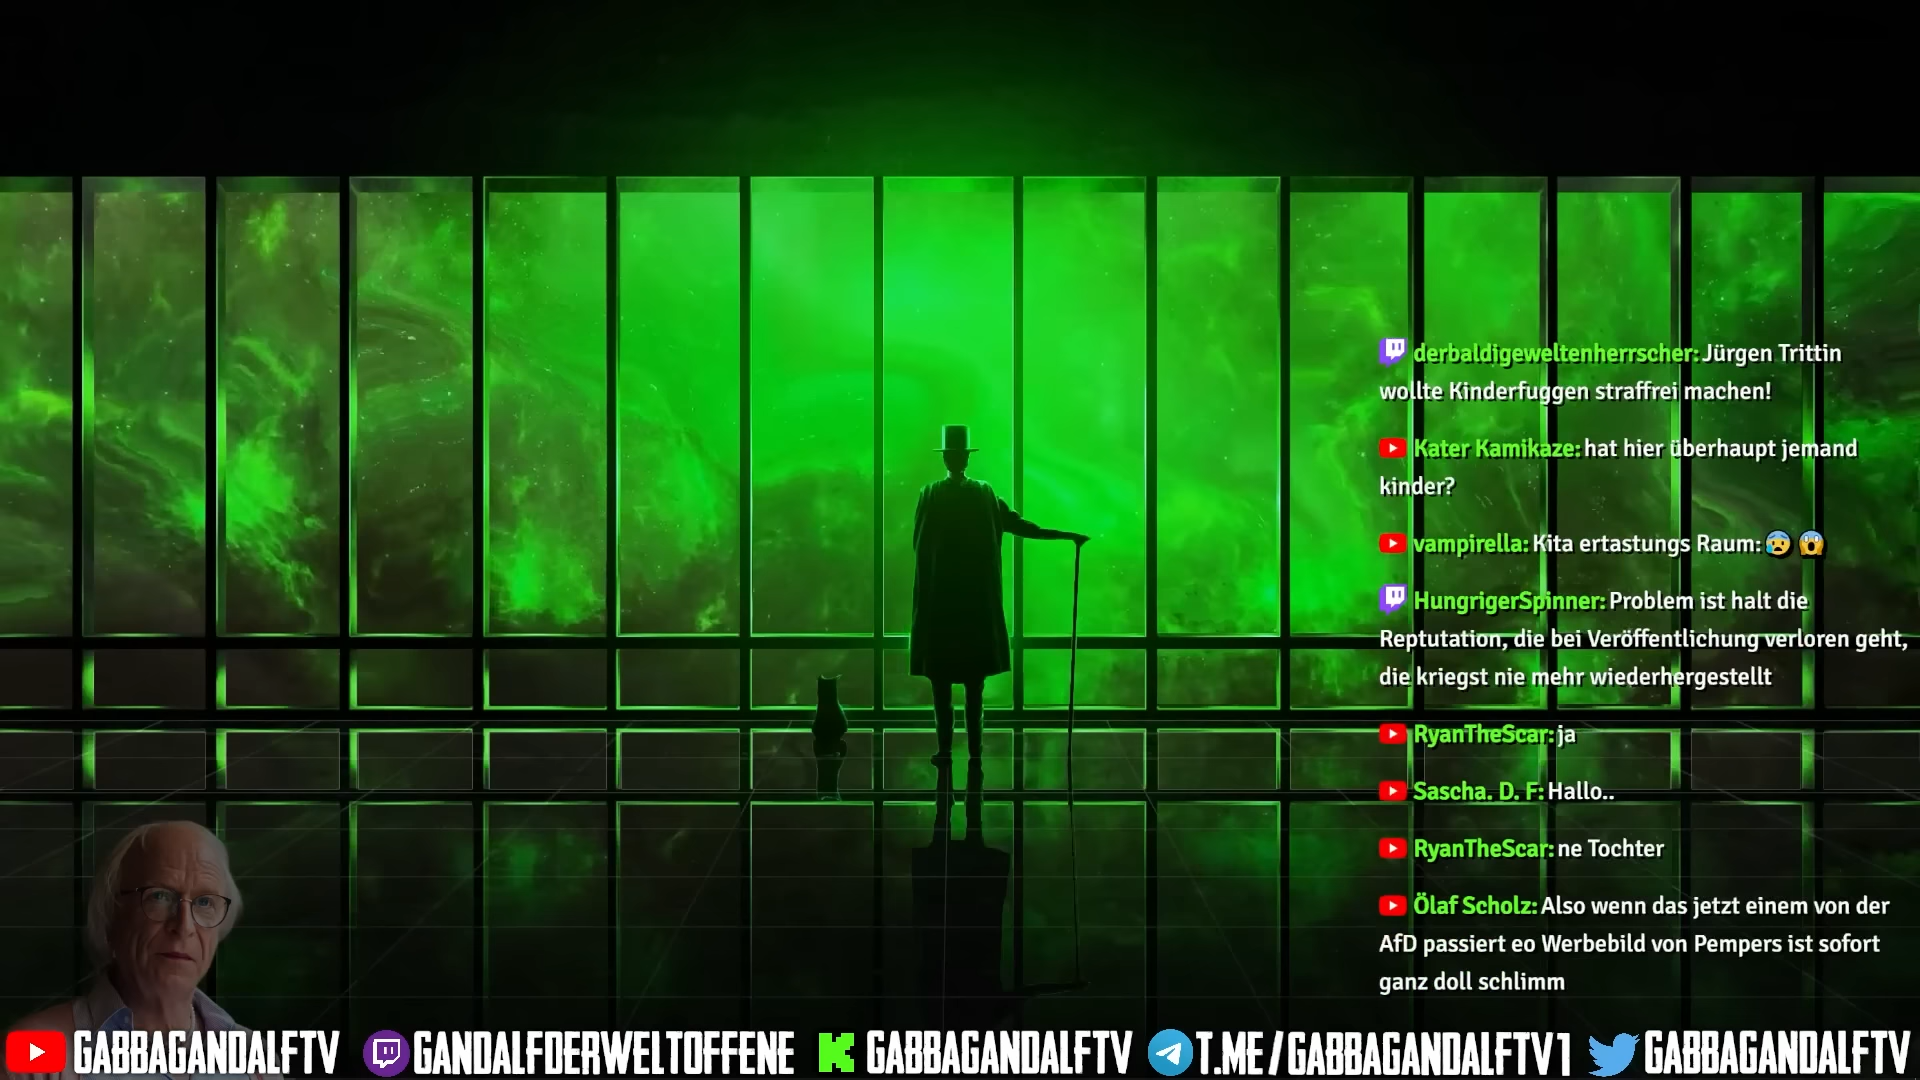 derbaldigeweltenherrscher: Jürgen Trittin
wollte Kinderfuggen straffrei machen!
Kater Kamikaze: hat hier überhaupt jemand
kinder?
vampirella: Kita ertastungs Raum: 😰 😱
HungrigerSpinner: Problem ist halt die
Reptutation, die bei Veröffentlichung verloren geht,
die kriegst nie mehr wiederhergestellt
RyanTheScar: ja
Sascha. D. F: Hallo..
RyanTheScar: ne Tochter
Ölaf Scholz: Also wenn das jetzt einem von der
AfD passiert eo Werbebild von Pempers ist sofort
ganz doll schlimm
GABBAGANDALFTV GANDALFDERWELTOFFENE K GABBAGANDALFTV T.ME/GABBAGANDALFTV1 GABBAGANDALFTV